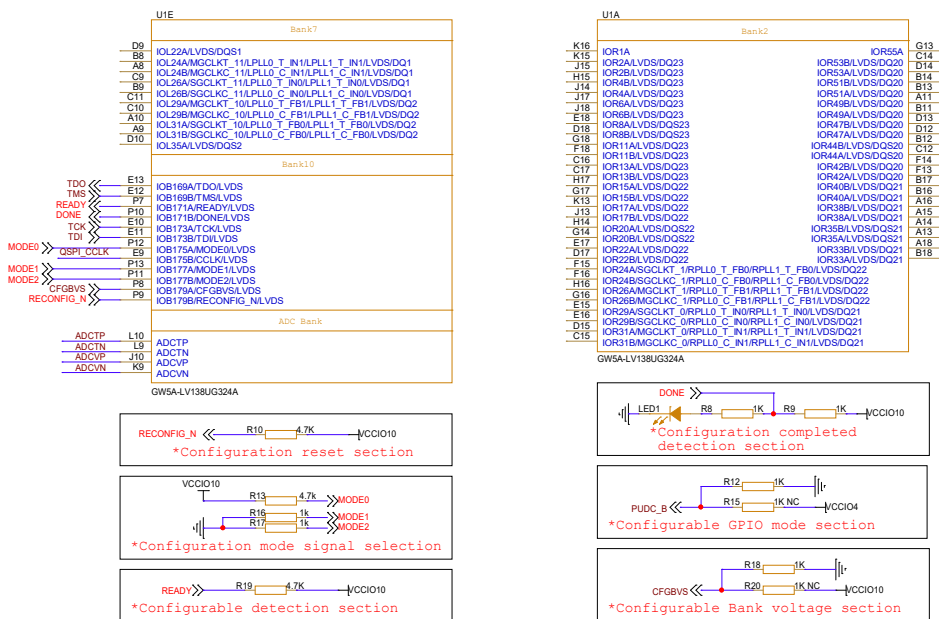 U1E
Bank7
D9 IOL22A/LVDS/DQS1
B8 IOL24A/MGCLKT_11/LPLL0_T_IN1/LPLL1_T_IN1/LVDS/DQ1
A8 IOL24B/MGCLKC_11/LPLL0_C_IN1/LPLL1_C_IN1/LVDS/DQ1
C9 IOL26A/SGCLKT_11/LPLL0_T_IN0/LPLL1_T_IN0/LVDS/DQ1
B9 IOL26B/SGCLKC_11/LPLL0_C_IN0/LPLL1_C_IN0/LVDS/DQ1
C11 IOL29A/MGCLKT_10/LPLL0_T_FB1/LPLL1_T_FB1/LVDS/DQ2
C10 IOL29B/MGCLKC_10/LPLL0_C_FB1/LPLL1_C_FB1/LVDS/DQ2
A10 IOL31A/SGCLKT_10/LPLL0_T_FB0/LPLL1_T_FB0/LVDS/DQ2
A9 IOL31B/SGCLKC_10/LPLL0_C_FB0/LPLL1_C_FB0/LVDS/DQ2
D10 IOL35A/LVDS/DQS2
Bank10
TDO E13 IOB169A/TDO/LVDS
TMS E12 IOB169B/TMS/LVDS
READY P7 IOB171A/READY/LVDS
DONE P10 IOB171B/DONE/LVDS
TCK E10 IOB173A/TCK/LVDS
TDI E11 IOB173B/TDI/LVDS
MODE0 P12 IOB175A/MODE0/LVDS
QSPI_CCLK E9 IOB175B/CCLK/LVDS
MODE1 P13 IOB177A/MODE1/LVDS
MODE2 P11 IOB177B/MODE2/LVDS
CFGBVS P8 IOB179A/CFGBVS/LVDS
RECONFIG_N P9 IOB179B/RECONFIG_N/LVDS
ADC Bank
ADCTP L10 ADCTP
ADCTN L9 ADCTN
ADCVP J10 ADCVP
ADCVN K9 ADCVN
GW5A-LV138UG324A
U1A
Bank2
K16 IOR1A IOR55A G13
K15 IOR2A/LVDS/DQ23 IOR53B/LVDS/DQ20 C14
J15 IOR2B/LVDS/DQ23 IOR53A/LVDS/DQ20 D14
H15 IOR4B/LVDS/DQ23 IOR51B/LVDS/DQ20 B14
J14 IOR4A/LVDS/DQ23 IOR51A/LVDS/DQ20 B13
J17 IOR6A/LVDS/DQ23 IOR49B/LVDS/DQ20 A11
J18 IOR6B/LVDS/DQ23 IOR49A/LVDS/DQ20 B11
E18 IOR8A/LVDS/DQS23 IOR47B/LVDS/DQ20 D13
D18 IOR8B/LVDS/DQS23 IOR47A/LVDS/DQ20 D12
G18 IOR11A/LVDS/DQ23 IOR44B/LVDS/DQS20 B12
F18 IOR11B/LVDS/DQ23 IOR44A/LVDS/DQS20 C12
C16 IOR13A/LVDS/DQ23 IOR42B/LVDS/DQ20 F14
C17 IOR13B/LVDS/DQ23 IOR42A/LVDS/DQ20 F13
H17 IOR15A/LVDS/DQ22 IOR40B/LVDS/DQ21 B17
G17 IOR15B/LVDS/DQ22 IOR40A/LVDS/DQ21 B16
K13 IOR17A/LVDS/DQ22 IOR38B/LVDS/DQ21 A16
J13 IOR17B/LVDS/DQ22 IOR38A/LVDS/DQ21 A15
H14 IOR20A/LVDS/DQS22 IOR35B/LVDS/DQS21 A14
G14 IOR20B/LVDS/DQS22 IOR35A/LVDS/DQS21 A13
E17 IOR22A/LVDS/DQ22 IOR33B/LVDS/DQ21 A18
D17 IOR22B/LVDS/DQ22 IOR33A/LVDS/DQ21 B18
F15 IOR24A/SGCLKT_1/RPLL0_T_FB0/RPLL1_T_FB0/LVDS/DQ22
F16 IOR24B/SGCLKC_1/RPLL0_C_FB0/RPLL1_C_FB0/LVDS/DQ22
H16 IOR26A/MGCLKT_1/RPLL0_T_FB1/RPLL1_T_FB1/LVDS/DQ22
G16 IOR26B/MGCLKC_1/RPLL0_C_FB1/RPLL1_C_FB1/LVDS/DQ22
E15 IOR29A/SGCLKT_0/RPLL0_T_IN0/RPLL1_T_IN0/LVDS/DQ21
E16 IOR29B/SGCLKC_0/RPLL0_C_IN0/RPLL1_C_IN0/LVDS/DQ21
D15 IOR31A/MGCLKT_0/RPLL0_T_IN1/RPLL1_T_IN1/LVDS/DQ21
C15 IOR31B/MGCLKC_0/RPLL0_C_IN1/RPLL1_C_IN1/LVDS/DQ21
GW5A-LV138UG324A
RECONFIG_N R10 4.7K VCCIO10
*Configuration reset section
VCCIO10
R13 4.7k MODE0
R16 1k MODE1
R17 1k MODE2
*Configuration mode signal selection
READY R19 4.7K VCCIO10
*Configurable detection section
DONE
LED1 R8 1K R9 1K VCCIO10
*Configuration completed
detection section
R12 1K
PUDC_B R15 1K NC VCCIO4
*Configurable GPIO mode section
R18 1K
CFGBVS R20 1K NC VCCIO10
*Configurable Bank voltage section